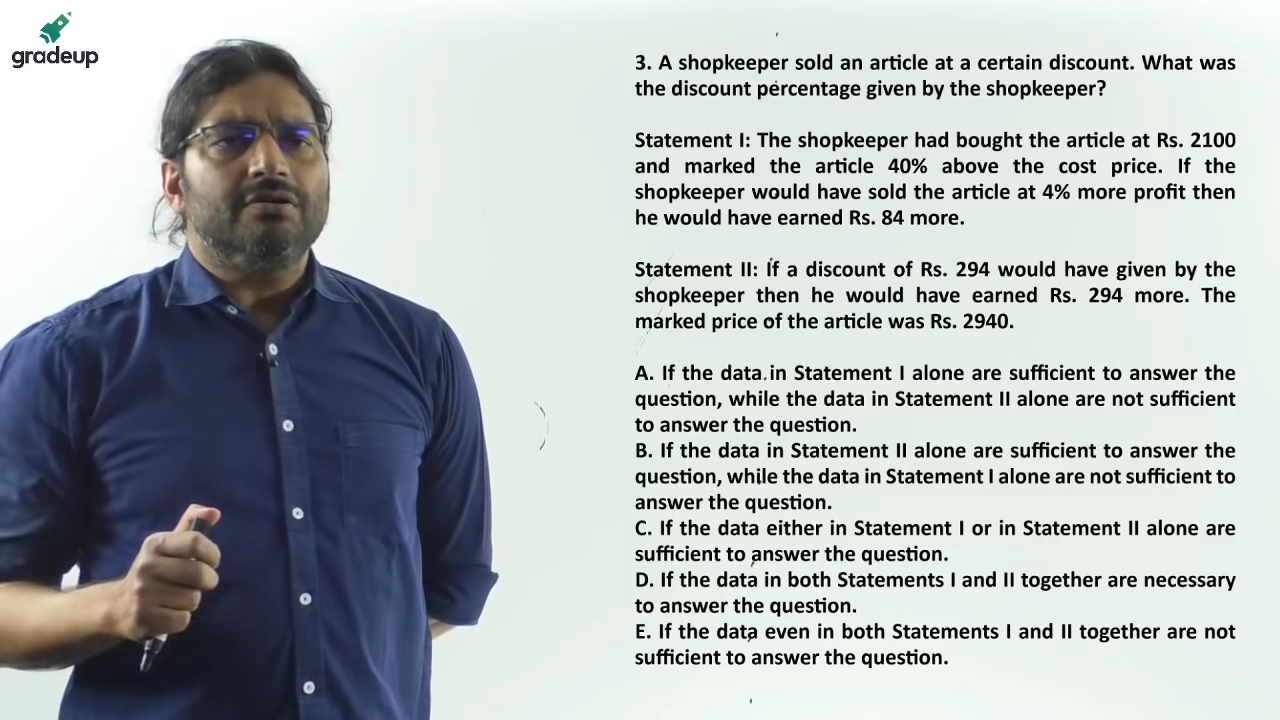 gradeup
3. A shopkeeper sold an article at a certain discount. What was
the discount percentage given by the shopkeeper?
Statement I: The shopkeeper had bought the article at Rs. 2100
and marked the article 40% above the cost price. If the
shopkeeper would have sold the article at 4% more profit then
he would have earned Rs. 84 more.
Statement II: If a discount of Rs. 294 would have given by the
shopkeeper then he would have earned Rs. 294 more. The
marked price of the article was Rs. 2940.
A. If the data in Statement I alone are sufficient to answer the
question, while the data in Statement II alone are not sufficient
to answer the question.
B. If the data in Statement II alone are sufficient to answer the
question, while the data in Statement I alone are not sufficient to
answer the question.
C. If the data either in Statement I or in Statement II alone are
sufficient to answer the question.
D. If the data in both Statements I and II together are necessary
to answer the question.
E. If the data even in both Statements I and II together are not
sufficient to answer the question.